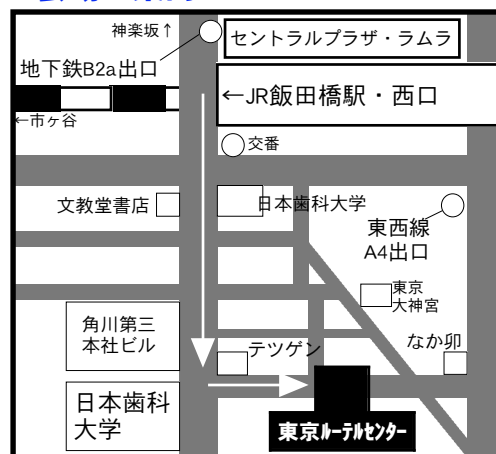 神楽坂↑
セントラルプラザ・ラムラ
地下鉄B2a出口
←JR飯田橋駅・西口
←市ヶ谷
交番
文教堂書店
日本歯科大学
東西線
A4出口
東京
大神宮
角川第三
本社ビル
テツゲン
なか卯
日本歯科
大学
東京ルーテルセンター